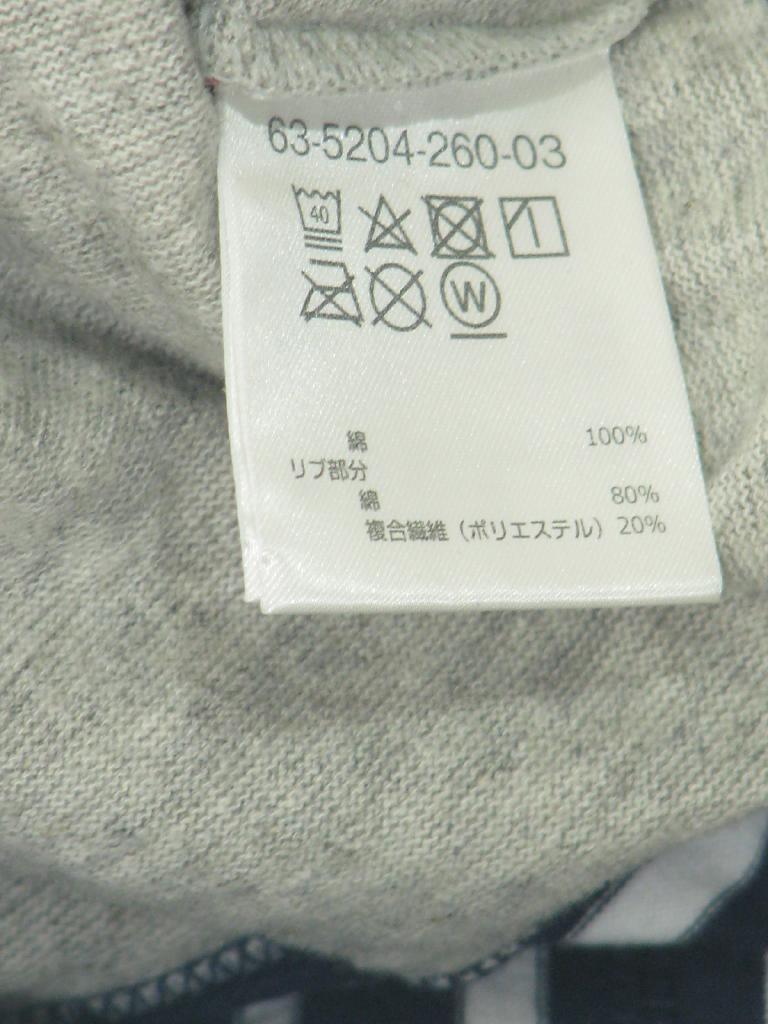 63-5204-260-03
40
W
綿 100%
リブ部分
綿 80%
複合繊維（ポリエステル） 20%